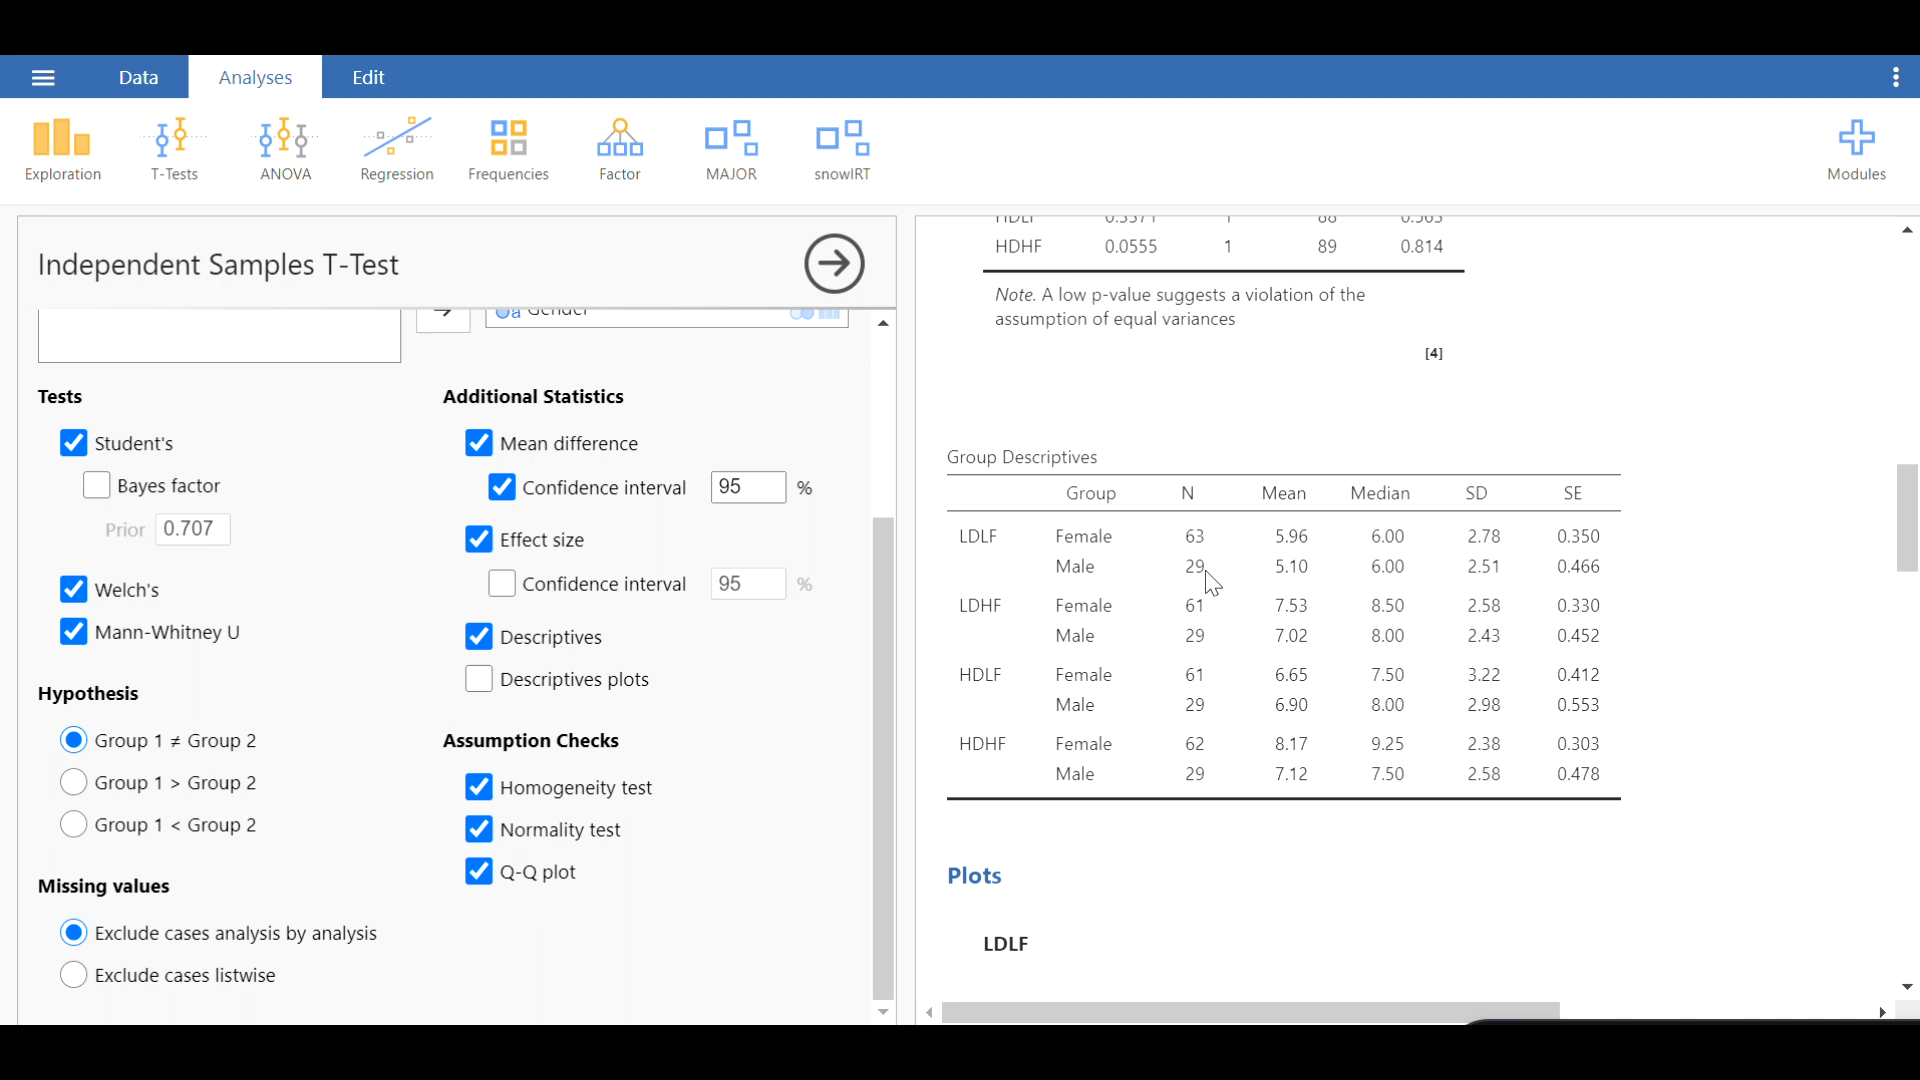 Data Analyses Edit
Exploration T-Tests ANOVA Regression Frequencies Factor MAJOR snowIRT Modules
Independent Samples T-Test
Gender
Tests
Student's
Bayes factor
Prior 0.707
Welch's
Mann-Whitney U
Hypothesis
Group 1 ≠ Group 2
Group 1 > Group 2
Group 1 < Group 2
Missing values
Exclude cases analysis by analysis
Exclude cases listwise
Additional Statistics
Mean difference
Confidence interval 95 %
Effect size
Confidence interval 95 %
Descriptives
Descriptives plots
Assumption Checks
Homogeneity test
Normality test
Q-Q plot
HDLF 0.3371 1 88 0.563
HDHF 0.0555 1 89 0.814
Note. A low p-value suggests a violation of the
assumption of equal variances
[4]
Group Descriptives
Group N Mean Median SD SE
LDLF Female 63 5.96 6.00 2.78 0.350
Male 29 5.10 6.00 2.51 0.466
LDHF Female 61 7.53 8.50 2.58 0.330
Male 29 7.02 8.00 2.43 0.452
HDLF Female 61 6.65 7.50 3.22 0.412
Male 29 6.90 8.00 2.98 0.553
HDHF Female 62 8.17 9.25 2.38 0.303
Male 29 7.12 7.50 2.58 0.478
Plots
LDLF